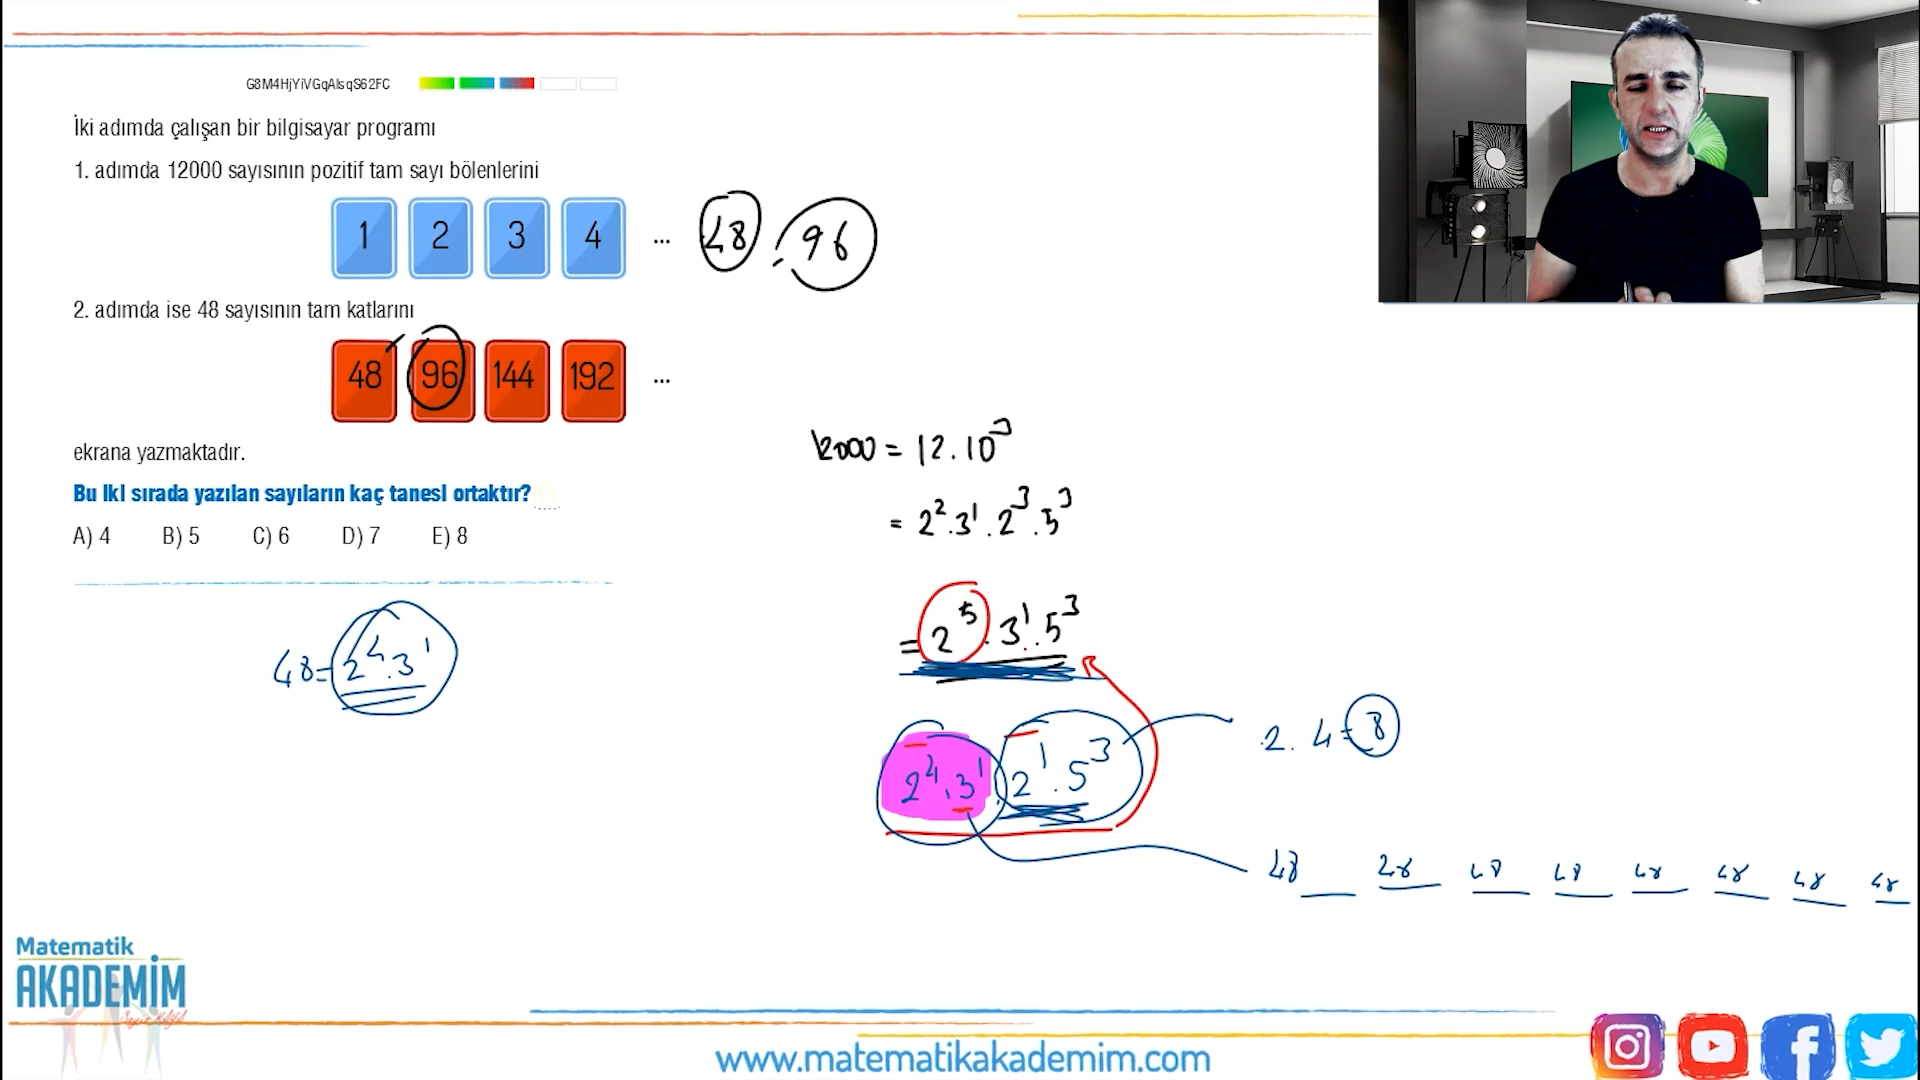 G8M4HjYiVGqAlsqS62FC
İki adımda çalışan bir bilgisayar programı
1. adımda 12000 sayısının pozitif tam sayı bölenlerini
1 2 3 4 ... 48, 96
2. adımda ise 48 sayısının tam katlarını
48 96 144 192 ...
ekrana yazmaktadır.
Bu iki sırada yazılan sayıların kaç tanesi ortaktır?
A) 4 B) 5 C) 6 D) 7 E) 8
12000 = 12.10³
= 2².3¹.2³.5³
= 2⁵.3¹.5³
48 = 2⁴.3¹
2⁴.3¹.2¹.5³
2.4=8
48 48 48 48 48 48 48 48
Matematik
AKADEMİM
www.matematikakademim.com